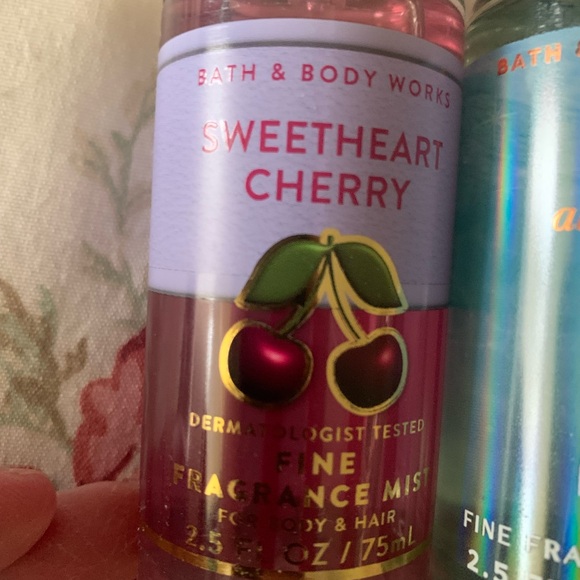 BATH & BODY WORKS
SWEETHEART
CHERRY
DERMATOLOGIST TESTED
FINE
FRAGRANCE MIST
FOR BODY & HAIR
2.5 Fl OZ / 75mL
BATH &
FINE FRA
2.5